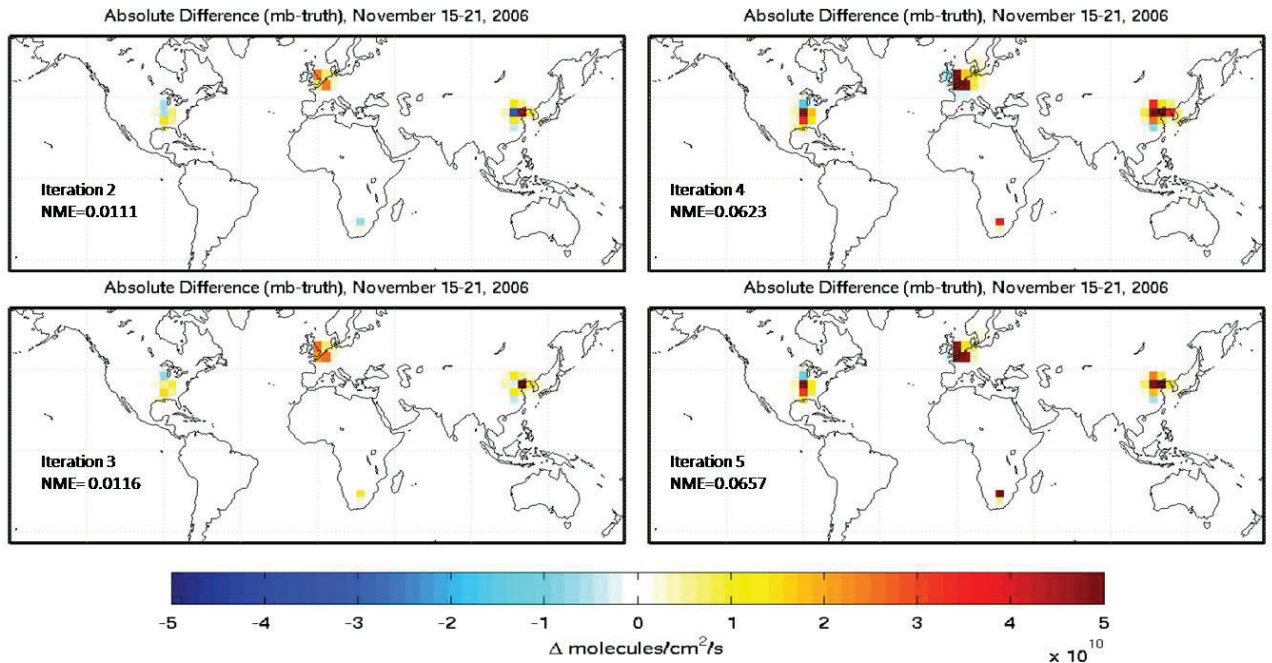 Absolute Difference (mb-truth), November 15-21, 2006
Iteration 2
NME=0.0111
Absolute Difference (mb-truth), November 15-21, 2006
Iteration 4
NME=0.0623
Absolute Difference (mb-truth), November 15-21, 2006
Iteration 3
NME= 0.0116
Absolute Difference (mb-truth), November 15-21, 2006
Iteration 5
NME=0.0657
-5 -4 -3 -2 -1 0 1 2 3 4 5
Δ molecules/cm²/s
x 10¹⁰